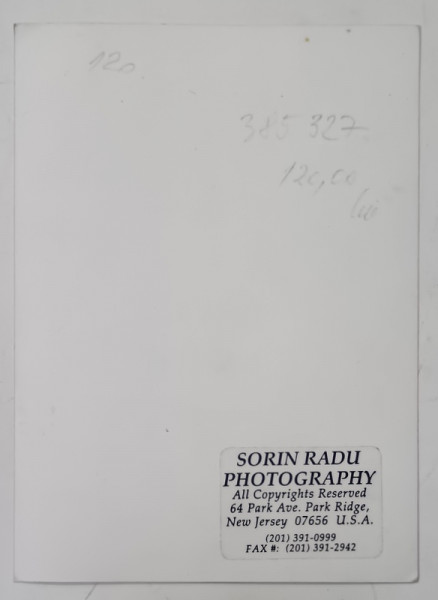 120
385 327
120,00
lei
SORIN RADU
PHOTOGRAPHY
All Copyrights Reserved
64 Park Ave. Park Ridge,
New Jersey 07656 U.S.A.
(201) 391-0999
FAX #: (201) 391-2942